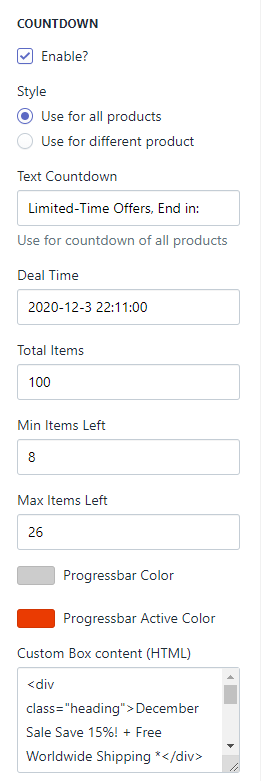 COUNTDOWN
Enable?
Style
Use for all products
Use for different product
Text Countdown
Limited-Time Offers, End in:
Use for countdown of all products
Deal Time
2020-12-3 22:11:00
Total Items
100
Min Items Left
8
Max Items Left
26
Progressbar Color
Progressbar Active Color
Custom Box content (HTML)
<div
class="heading">December
Sale Save 15%! + Free
Worldwide Shipping *</div>